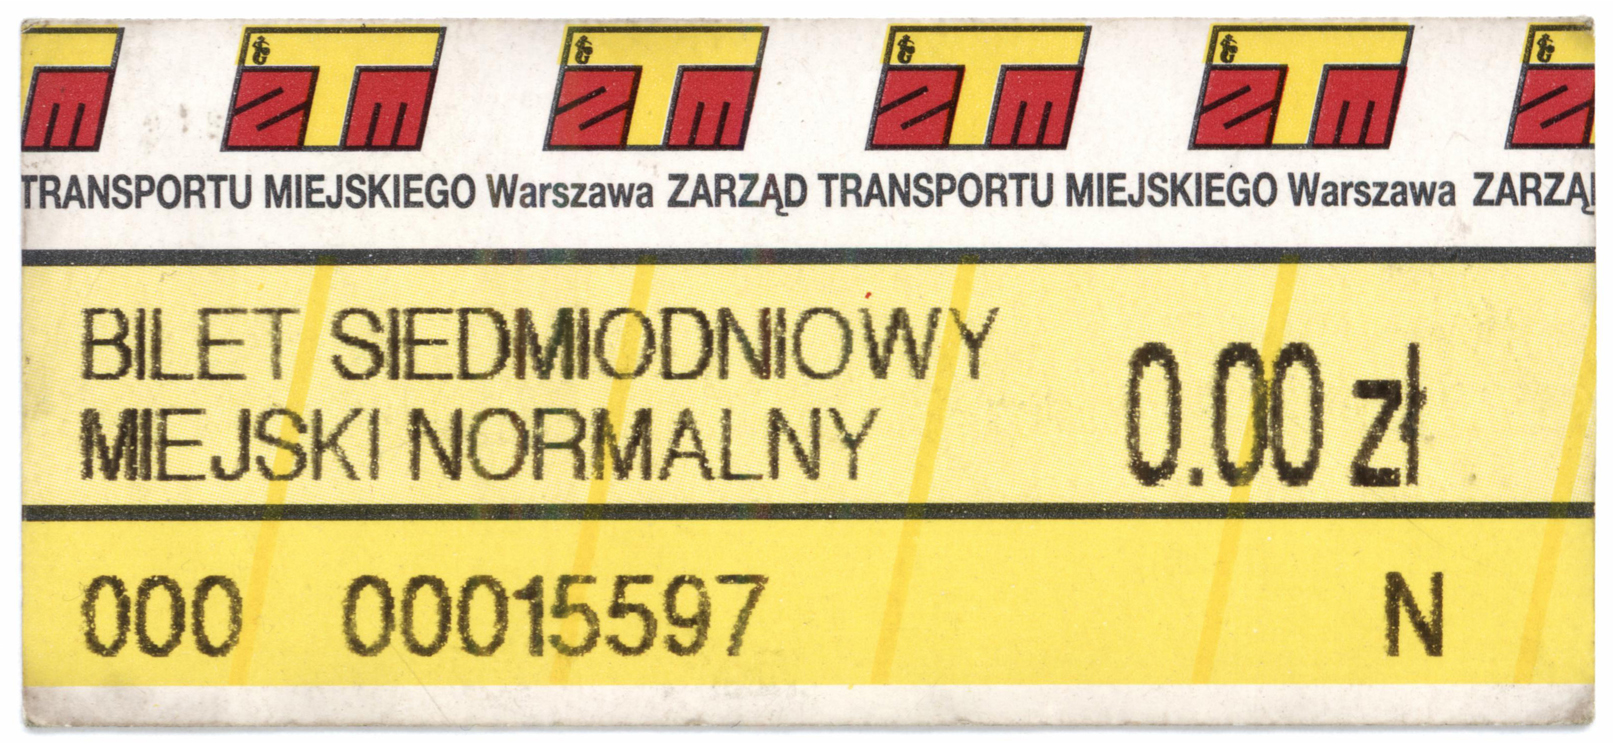 m ZTm ZTm ZTm ZTm Z
TRANSPORTU MIEJSKIEGO Warszawa ZARZĄD TRANSPORTU MIEJSKIEGO Warszawa ZARZĄ
BILET SIEDMIODNIOWY
MIEJSKI NORMALNY
0.00 zł
000 00015597 N